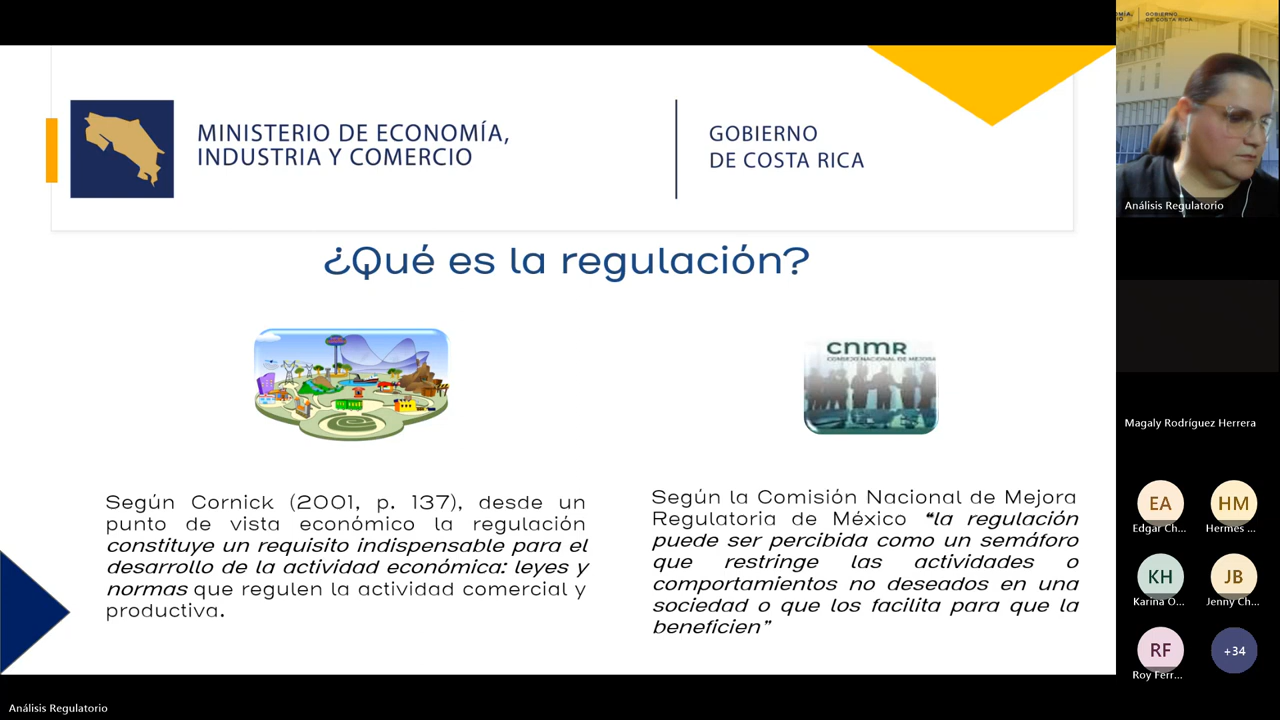 MINISTERIO DE ECONOMÍA,
INDUSTRIA Y COMERCIO
GOBIERNO
DE COSTA RICA
¿Qué es la regulación?
cnmR
CONSEJO NACIONAL DE MEJORA
Según Cornick (2001, p. 137), desde un
punto de vista económico la regulación
constituye un requisito indispensable para el
desarrollo de la actividad económica: leyes y
normas que regulen la actividad comercial y
productiva.
Según la Comisión Nacional de Mejora
Regulatoria de México “la regulación
puede ser percibida como un semáforo
que restringe las actividades o
comportamientos no deseados en una
sociedad o que los facilita para que la
beneficien”
GOBIERNO
DE COSTA RICA
Análisis Regulatorio
Magaly Rodríguez Herrera
EA
Edgar Ch...
HM
Hermes ...
KH
Karina O...
JB
Jenny Ch...
RF
Roy Ferr...
+34
Análisis Regulatorio